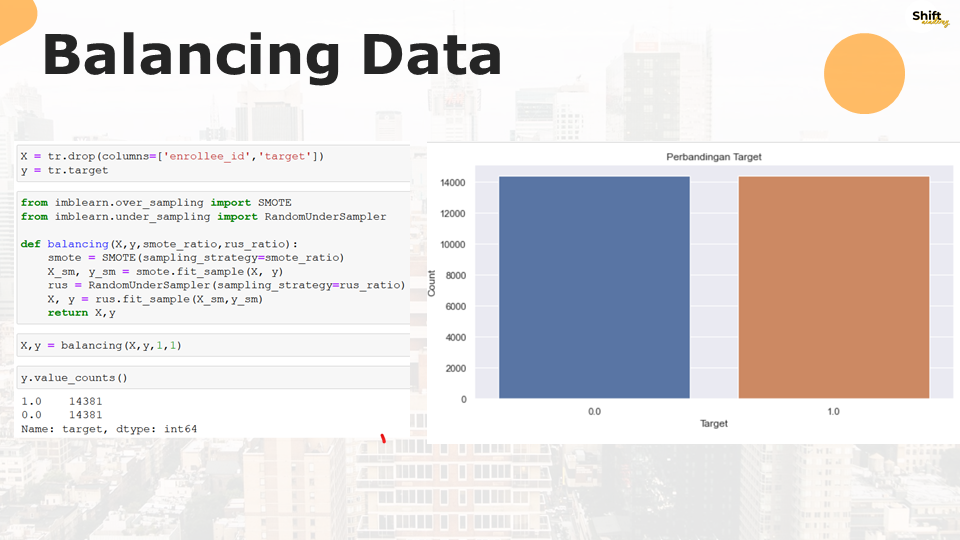 Shift
academy
Balancing Data
X = tr.drop(columns=['enrollee_id','target'])
y = tr.target
from imblearn.over_sampling import SMOTE
from imblearn.under_sampling import RandomUnderSampler
def balancing(X,y,smote_ratio,rus_ratio):
    smote = SMOTE(sampling_strategy=smote_ratio)
    X_sm, y_sm = smote.fit_sample(X, y)
    rus = RandomUnderSampler(sampling_strategy=rus_ratio)
    X, y = rus.fit_sample(X_sm,y_sm)
    return X,y
X,y = balancing(X,y,1,1)
y.value_counts()
1.0    14381
0.0    14381
Name: target, dtype: int64
Perbandingan Target
14000
12000
10000
8000
6000
4000
2000
0
Count
0.0 1.0
Target